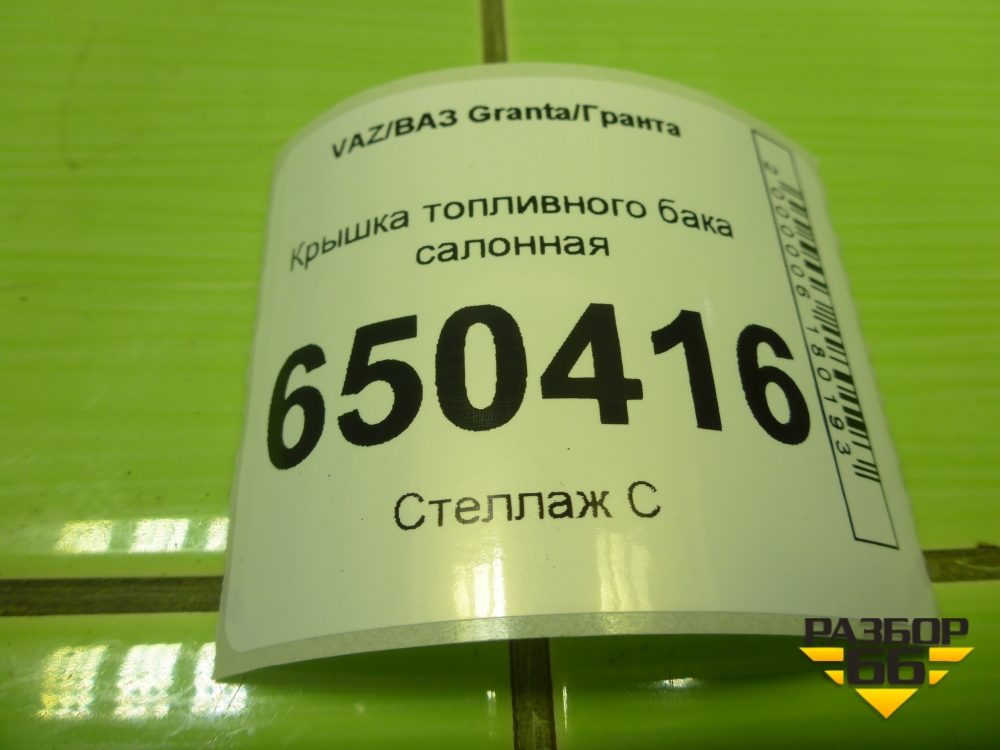 VAZ/ВАЗ Granta/Гранта
Крышка топливного бака
салонная
650416
Стеллаж С
2000006180193
РАЗБОР
66